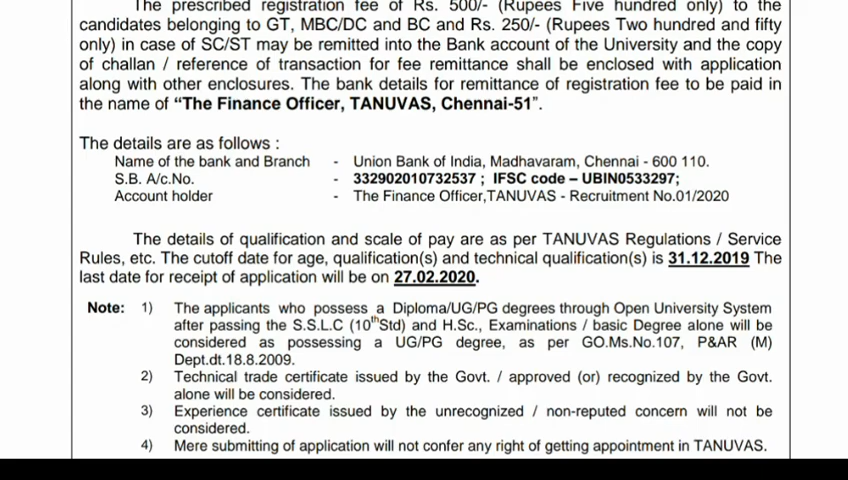 The prescribed registration fee of Rs. 500/- (Rupees Five hundred only) to the
candidates belonging to GT, MBC/DC and BC and Rs. 250/- (Rupees Two hundred and fifty
only) in case of SC/ST may be remitted into the Bank account of the University and the copy
of challan / reference of transaction for fee remittance shall be enclosed with application
along with other enclosures. The bank details for remittance of registration fee to be paid in
the name of “The Finance Officer, TANUVAS, Chennai-51”.
The details are as follows :
Name of the bank and Branch - Union Bank of India, Madhavaram, Chennai - 600 110.
S.B. A/c.No. - 332902010732537 ; IFSC code – UBIN0533297;
Account holder - The Finance Officer,TANUVAS - Recruitment No.01/2020
The details of qualification and scale of pay are as per TANUVAS Regulations / Service
Rules, etc. The cutoff date for age, qualification(s) and technical qualification(s) is 31.12.2019 The
last date for receipt of application will be on 27.02.2020.
Note: 1) The applicants who possess a Diploma/UG/PG degrees through Open University System
after passing the S.S.L.C (10thStd) and H.Sc., Examinations / basic Degree alone will be
considered as possessing a UG/PG degree, as per GO.Ms.No.107, P&AR (M)
Dept.dt.18.8.2009.
2) Technical trade certificate issued by the Govt. / approved (or) recognized by the Govt.
alone will be considered.
3) Experience certificate issued by the unrecognized / non-reputed concern will not be
considered.
4) Mere submitting of application will not confer any right of getting appointment in TANUVAS.